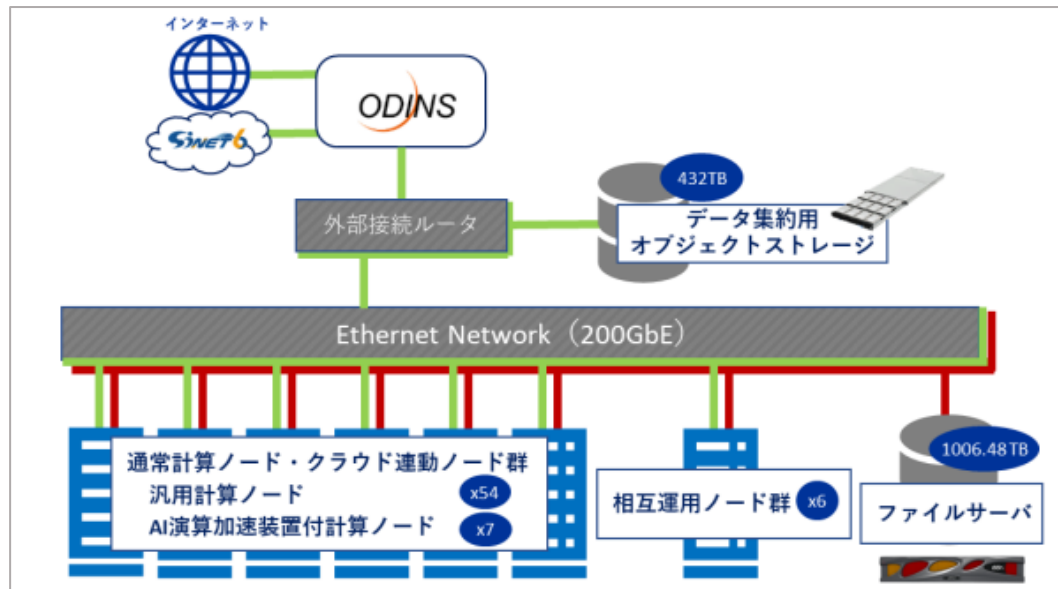 インターネット
ODINS
SINET6
432TB
外部接続ルータ
データ集約用
オブジェクトストレージ
Ethernet Network（200GbE）
通常計算ノード・クラウド連動ノード群
汎用計算ノード x54
AI演算加速装置付計算ノード x7
相互運用ノード群 x6
1006.48TB
ファイルサーバ